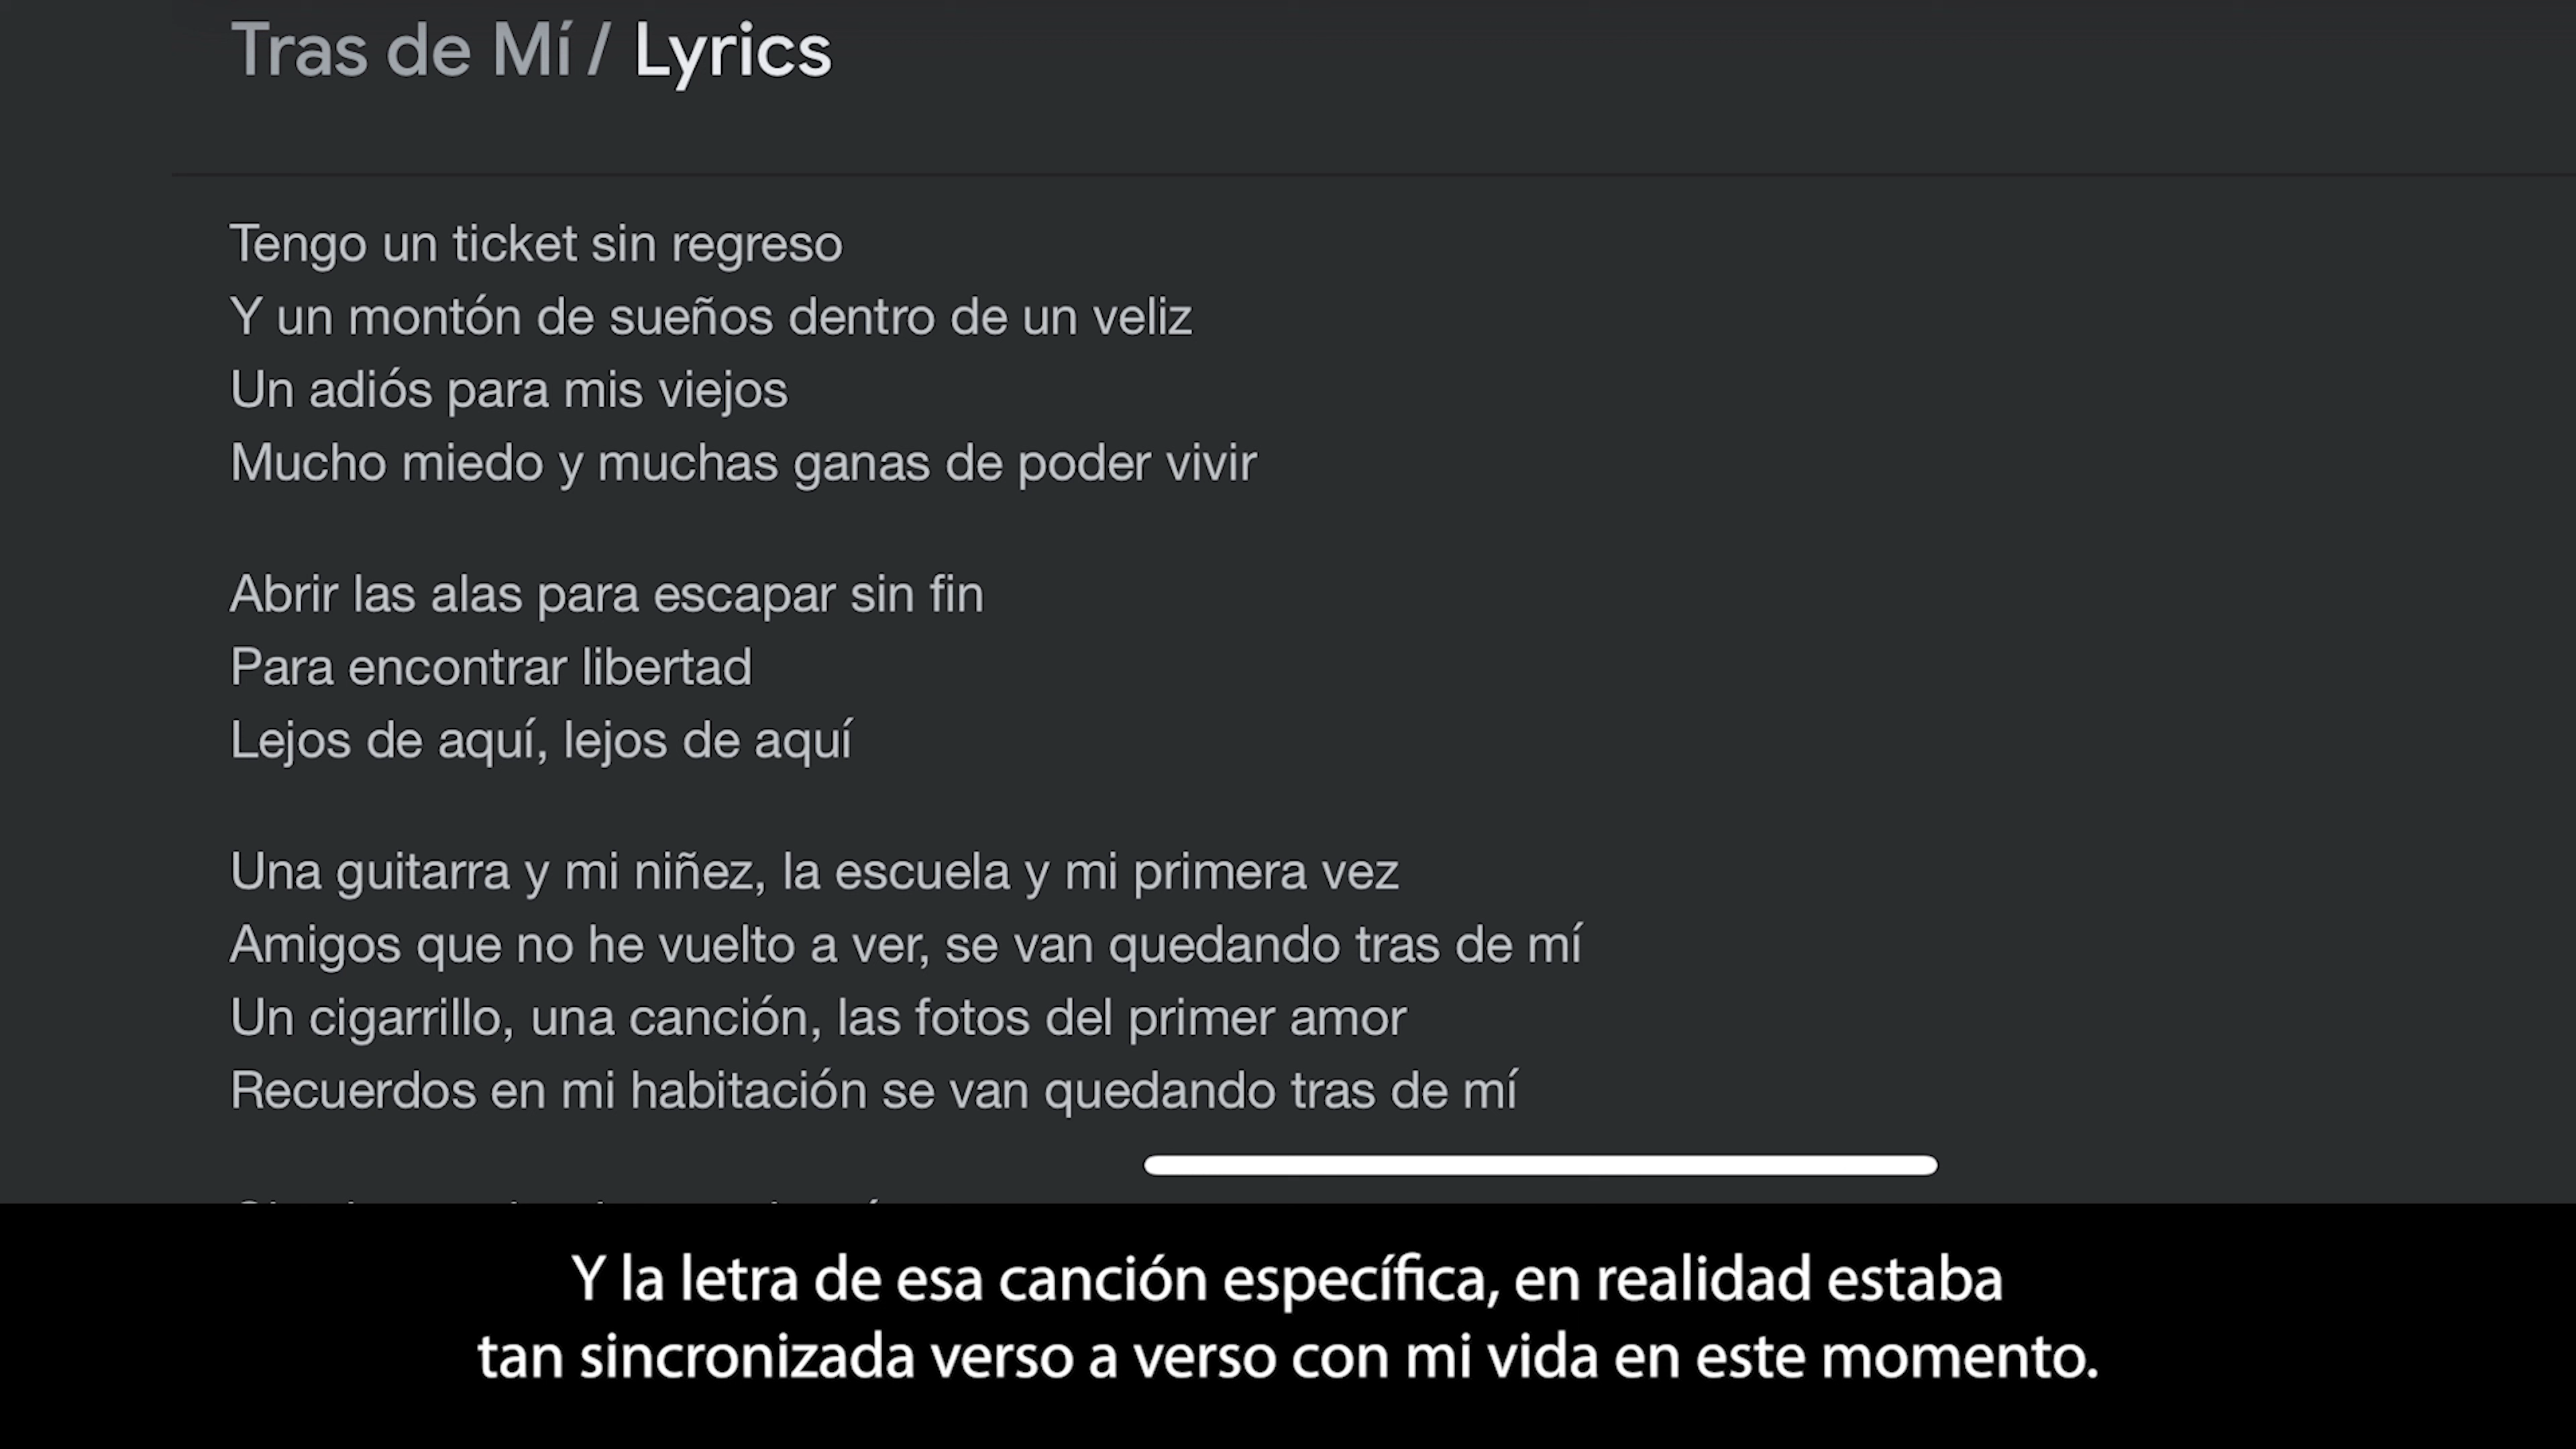 Tras de Mí / Lyrics
Tengo un ticket sin regreso
Y un montón de sueños dentro de un veliz
Un adiós para mis viejos
Mucho miedo y muchas ganas de poder vivir
Abrir las alas para escapar sin fin
Para encontrar libertad
Lejos de aquí, lejos de aquí
Una guitarra y mi niñez, la escuela y mi primera vez
Amigos que no he vuelto a ver, se van quedando tras de mí
Un cigarrillo, una canción, las fotos del primer amor
Recuerdos en mi habitación se van quedando tras de mí
Y la letra de esa canción específica, en realidad estaba
tan sincronizada verso a verso con mi vida en este momento.